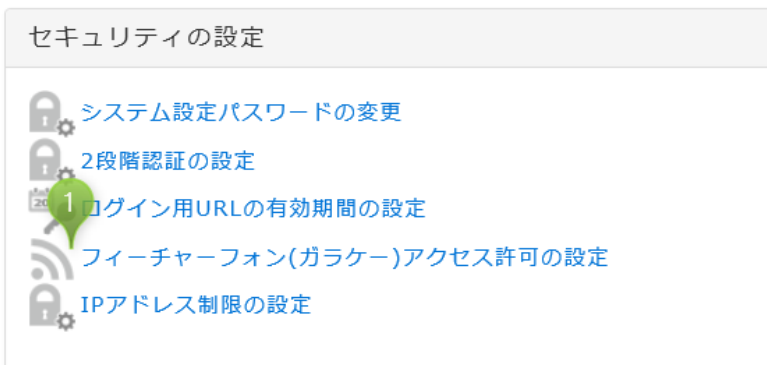 セキュリティの設定
システム設定パスワードの変更
2段階認証の設定
1
ログイン用URLの有効期間の設定
フィーチャーフォン(ガラケー)アクセス許可の設定
IPアドレス制限の設定